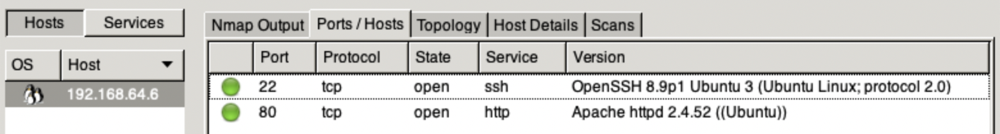 Hosts Services
Nmap Output Ports / Hosts Topology Host Details Scans
OS Host
Port Protocol State Service Version
192.168.64.6
22 tcp open ssh OpenSSH 8.9p1 Ubuntu 3 (Ubuntu Linux; protocol 2.0)
80 tcp open http Apache httpd 2.4.52 ((Ubuntu))